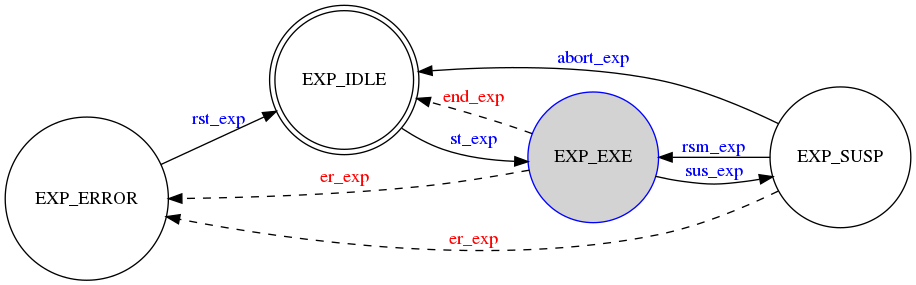 abort_exp
EXP_IDLE
end_exp
rst_exp
st_exp
rsm_exp
EXP_EXE
EXP_SUSP
sus_exp
er_exp
EXP_ERROR
er_exp